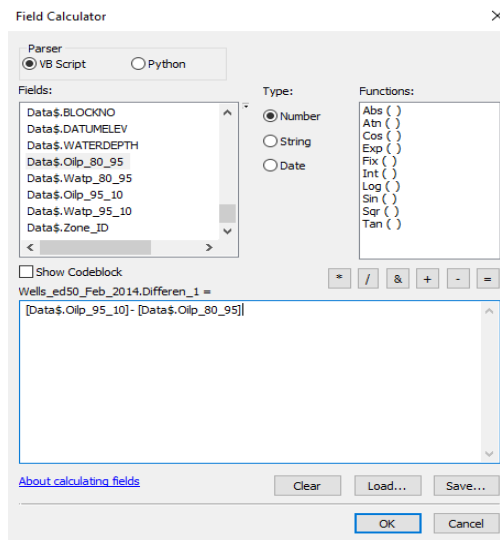 Field Calculator
Parser
VB Script Python
Fields:
Type:
Functions:
Data$.BLOCKNO
Data$.DATUMELEV
Data$.WATERDEPTH
Data$.Oilp_80_95
Data$.Watp_80_95
Data$.Oilp_95_10
Data$.Watp_95_10
Data$.Zone_ID
Number
String
Date
Abs ( )
Atn ( )
Cos ( )
Exp ( )
Fix ( )
Int ( )
Log ( )
Sin ( )
Sqr ( )
Tan ( )
Show Codeblock
* / & + - =
Wells_ed50_Feb_2014.Differen_1 =
[Data$.Oilp_95_10]- [Data$.Oilp_80_95]
About calculating fields
Clear Load... Save...
OK Cancel